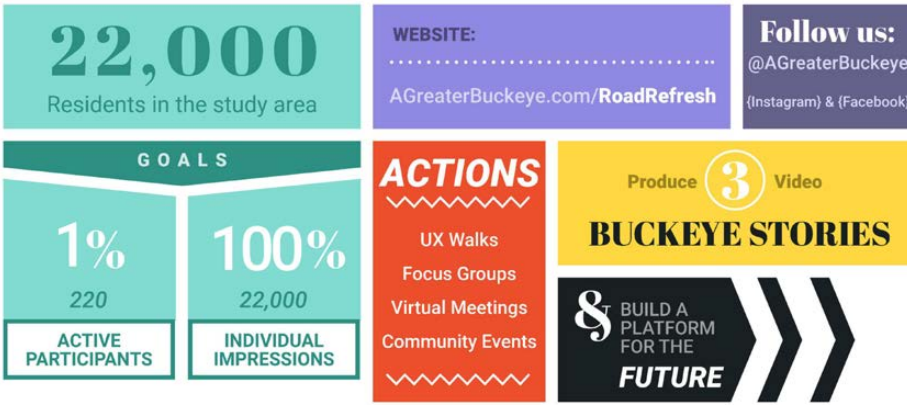 22,000
Residents in the study area
WEBSITE:
AGreaterBuckeye.com/RoadRefresh
Follow us:
@AGreaterBuckeye
{Instagram} & {Facebook}
GOALS
1%
220
ACTIVE
PARTICIPANTS
100%
22,000
INDIVIDUAL
IMPRESSIONS
ACTIONS
UX Walks
Focus Groups
Virtual Meetings
Community Events
Produce 3 Video
BUCKEYE STORIES
& BUILD A
PLATFORM
FOR THE
FUTURE